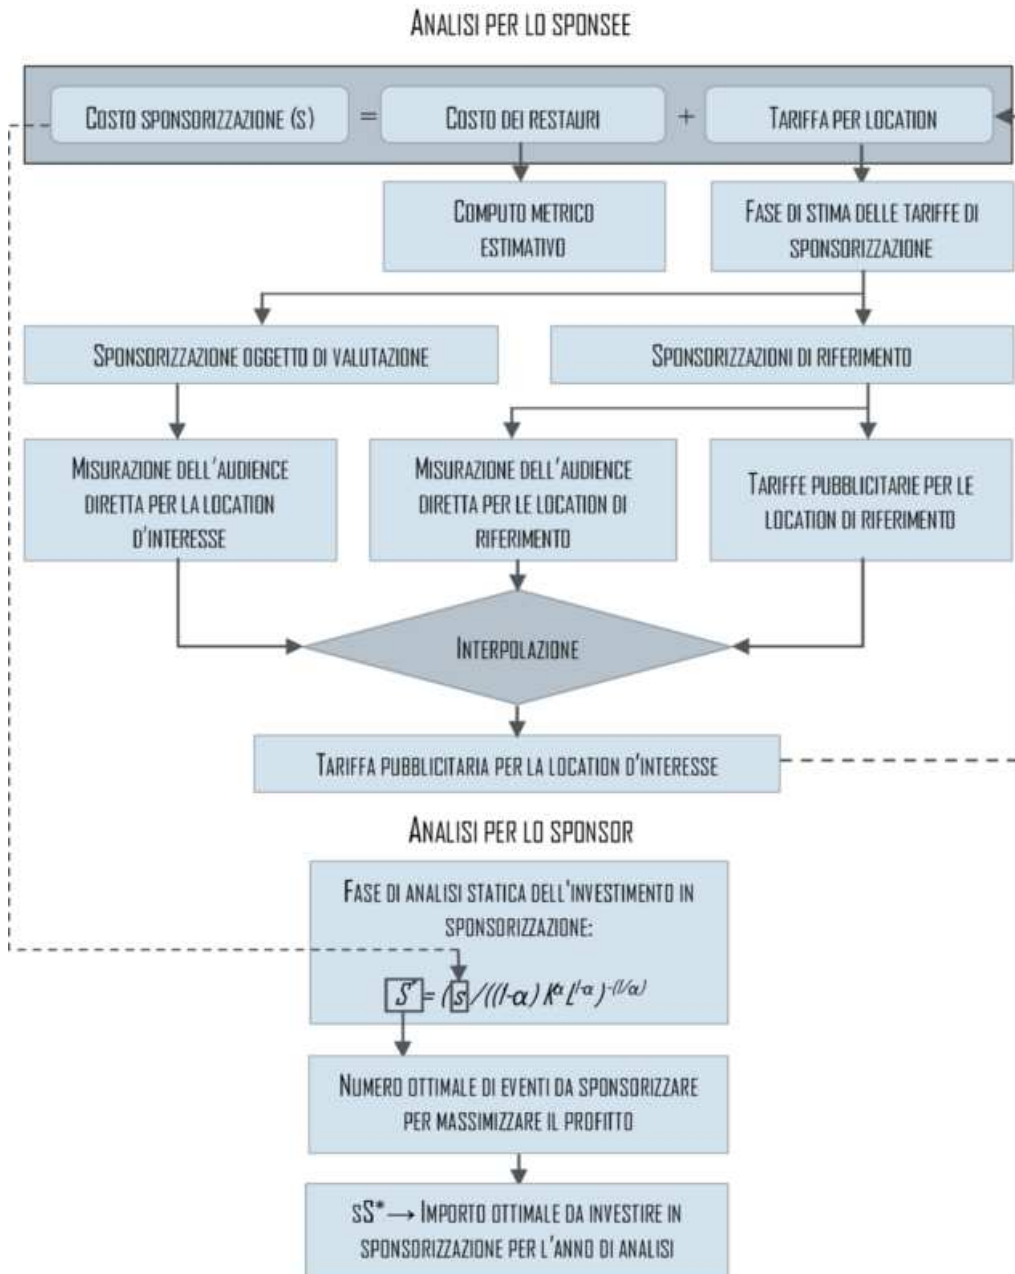 ANALISI PER LO SPONSEE
COSTO SPONSORIZZAZIONE (S) = COSTO DEI RESTAURI + TARIFFA PER LOCATION
COMPUTO METRICO
ESTIMATIVO
FASE DI STIMA DELLE TARIFFE DI
SPONSORIZZAZIONE
SPONSORIZZAZIONE OGGETTO DI VALUTAZIONE
SPONSORIZZAZIONI DI RIFERIMENTO
MISURAZIONE DELL'AUDIENCE
DIRETTA PER LA LOCATION
D'INTERESSE
MISURAZIONE DELL'AUDIENCE
DIRETTA PER LE LOCATION DI
RIFERIMENTO
TARIFFE PUBBLICITARIE PER LE
LOCATION DI RIFERIMENTO
INTERPOLAZIONE
TARIFFA PUBBLICITARIA PER LA LOCATION D'INTERESSE
ANALISI PER LO SPONSOR
FASE DI ANALISI STATICA DELL'INVESTIMENTO IN
SPONSORIZZAZIONE:
S* = (s/((1-α) K^α L^(1-α))^-(1/α)
NUMERO OTTIMALE DI EVENTI DA SPONSORIZZARE
PER MASSIMIZZARE IL PROFITTO
sS* → IMPORTO OTTIMALE DA INVESTIRE IN
SPONSORIZZAZIONE PER L'ANNO DI ANALISI